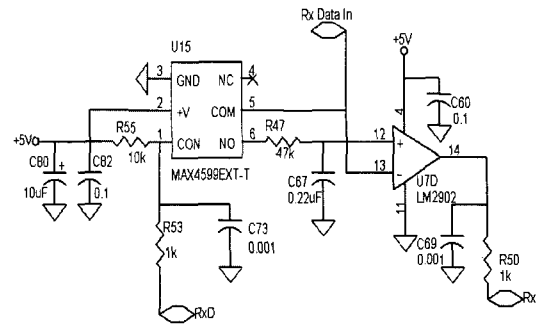 Rx Data In
U15
+5V
3 GND NC 4
2 +V COM 5
C60
0.1
4
+5V
R55
10k
1 CON NO 6
R47
47k
12 +
13 -
14
MAX4599EXT-T
U7D
LM2902
C80 +
10uF
C82
0.1
C67
0.22uF
11
R53
1k
C73
0.001
C69
0.001
R50
1k
RxD
Rx